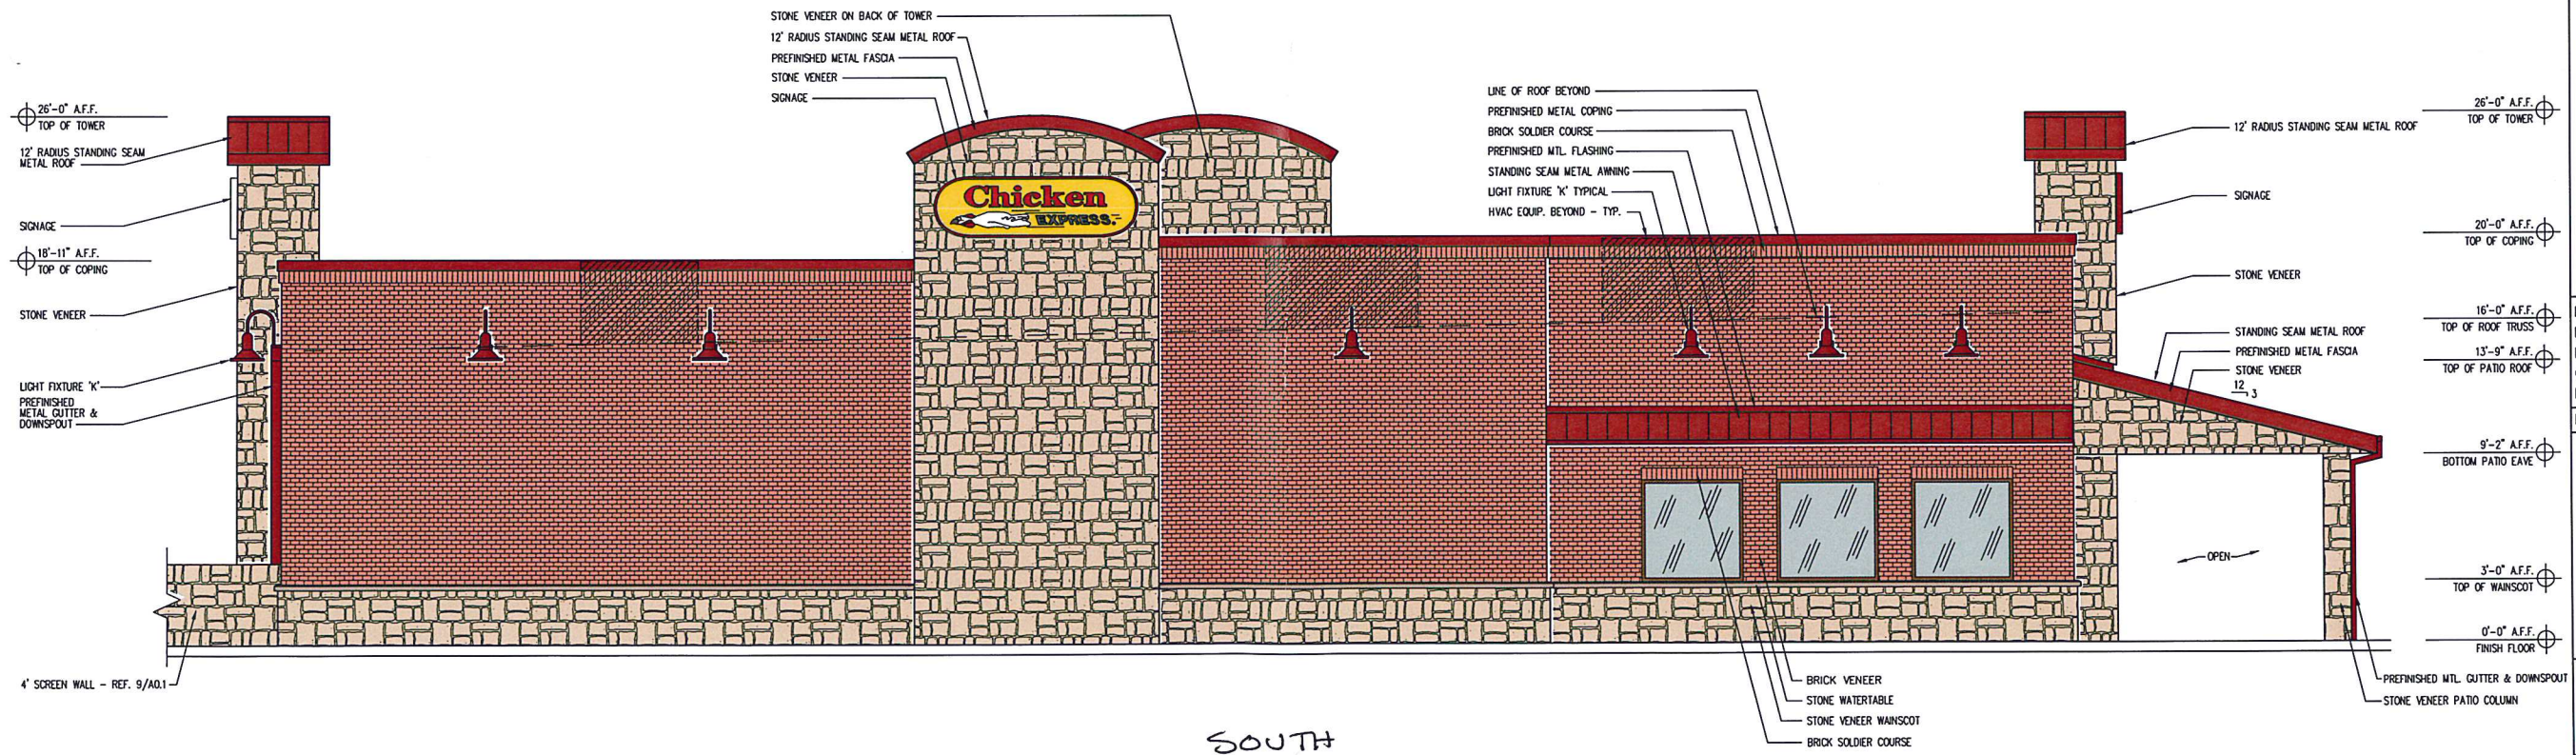 STONE VENEER ON BACK OF TOWER
12' RADIUS STANDING SEAM METAL ROOF
PREFINISHED METAL FASCIA
STONE VENEER
SIGNAGE
26'-0" A.F.F.
TOP OF TOWER
12' RADIUS STANDING SEAM
METAL ROOF
SIGNAGE
18'-11" A.F.F.
TOP OF COPING
STONE VENEER
LIGHT FIXTURE 'K'
PREFINISHED
METAL GUTTER &
DOWNSPOUT
4' SCREEN WALL - REF. 9/A0.1
Chicken
EXPRESS.
LINE OF ROOF BEYOND
PREFINISHED METAL COPING
BRICK SOLDIER COURSE
PREFINISHED MTL. FLASHING
STANDING SEAM METAL AWNING
LIGHT FIXTURE 'K' TYPICAL
HVAC EQUIP. BEYOND - TYP.
26'-0" A.F.F.
TOP OF TOWER
12' RADIUS STANDING SEAM METAL ROOF
SIGNAGE
20'-0" A.F.F.
TOP OF COPING
STONE VENEER
16'-0" A.F.F.
TOP OF ROOF TRUSS
STANDING SEAM METAL ROOF
PREFINISHED METAL FASCIA
13'-9" A.F.F.
TOP OF PATIO ROOF
STONE VENEER
12
3
9'-2" A.F.F.
BOTTOM PATIO EAVE
OPEN
3'-0" A.F.F.
TOP OF WAINSCOT
0'-0" A.F.F.
FINISH FLOOR
PREFINISHED MTL. GUTTER & DOWNSPOUT
STONE VENEER PATIO COLUMN
BRICK VENEER
STONE WATERTABLE
STONE VENEER WAINSCOT
BRICK SOLDIER COURSE
SOUTH